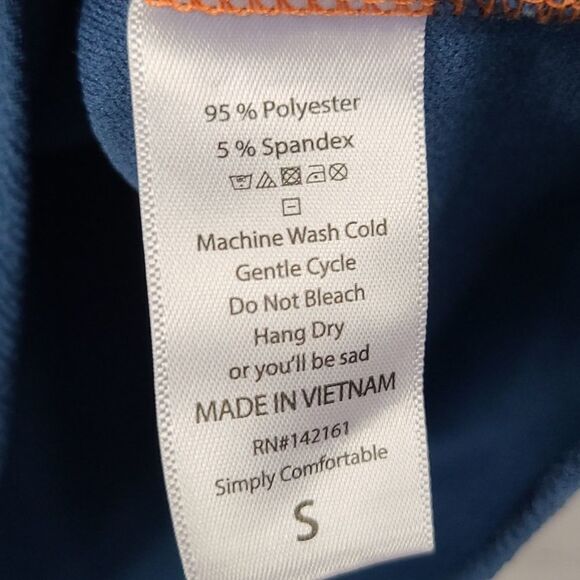 95 % Polyester
5 % Spandex
Machine Wash Cold
Gentle Cycle
Do Not Bleach
Hang Dry
or you'll be sad
MADE IN VIETNAM
RN#142161
Simply Comfortable
S